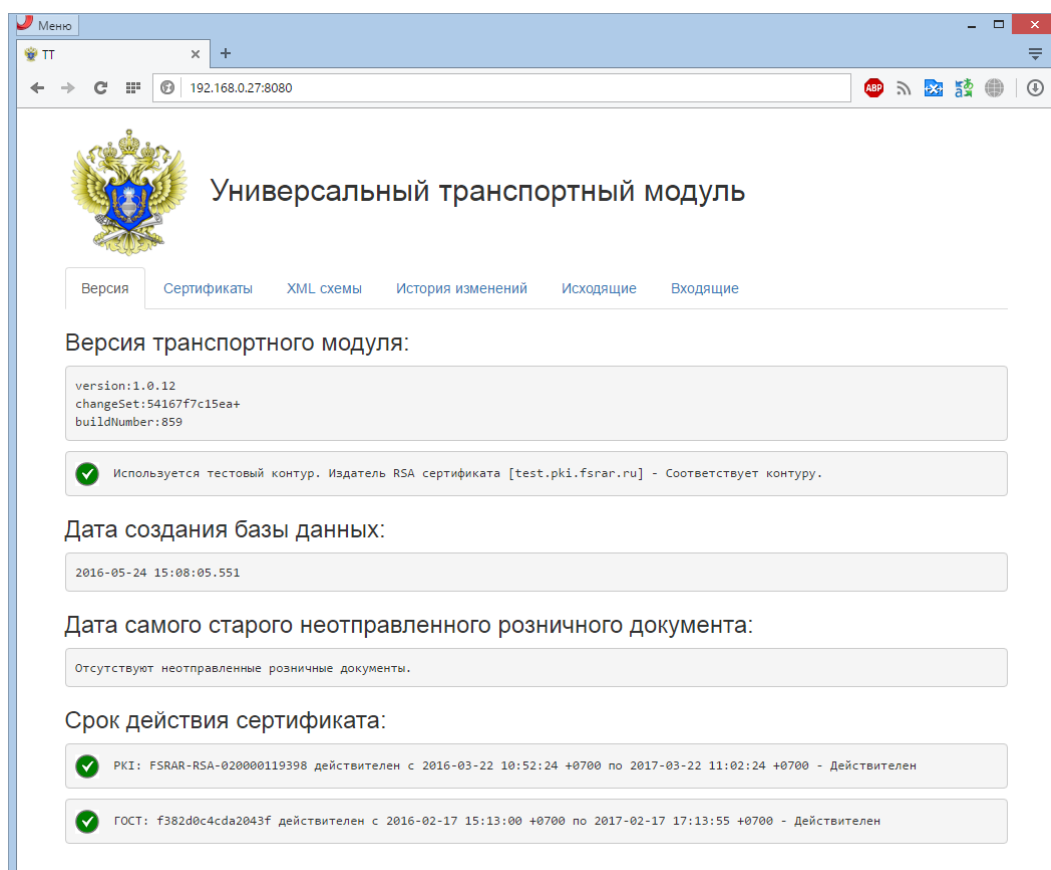 Меню
ТТ
192.168.0.27:8080
ABP
Универсальный транспортный модуль
Версия Сертификаты XML схемы История изменений Исходящие Входящие
Версия транспортного модуля:
version:1.0.12
changeSet:54167f7c15ea+
buildNumber:859
Используется тестовый контур. Издатель RSA сертификата [test.pki.fsrar.ru] - Соответствует контуру.
Дата создания базы данных:
2016-05-24 15:08:05.551
Дата самого старого неотправленного розничного документа:
Отсутствуют неотправленные розничные документы.
Срок действия сертификата:
PKI: FSRAR-RSA-020000119398 действителен с 2016-03-22 10:52:24 +0700 по 2017-03-22 11:02:24 +0700 - Действителен
ГОСТ: f382d0c4cda2043f действителен с 2016-02-17 15:13:00 +0700 по 2017-02-17 17:13:55 +0700 - Действителен